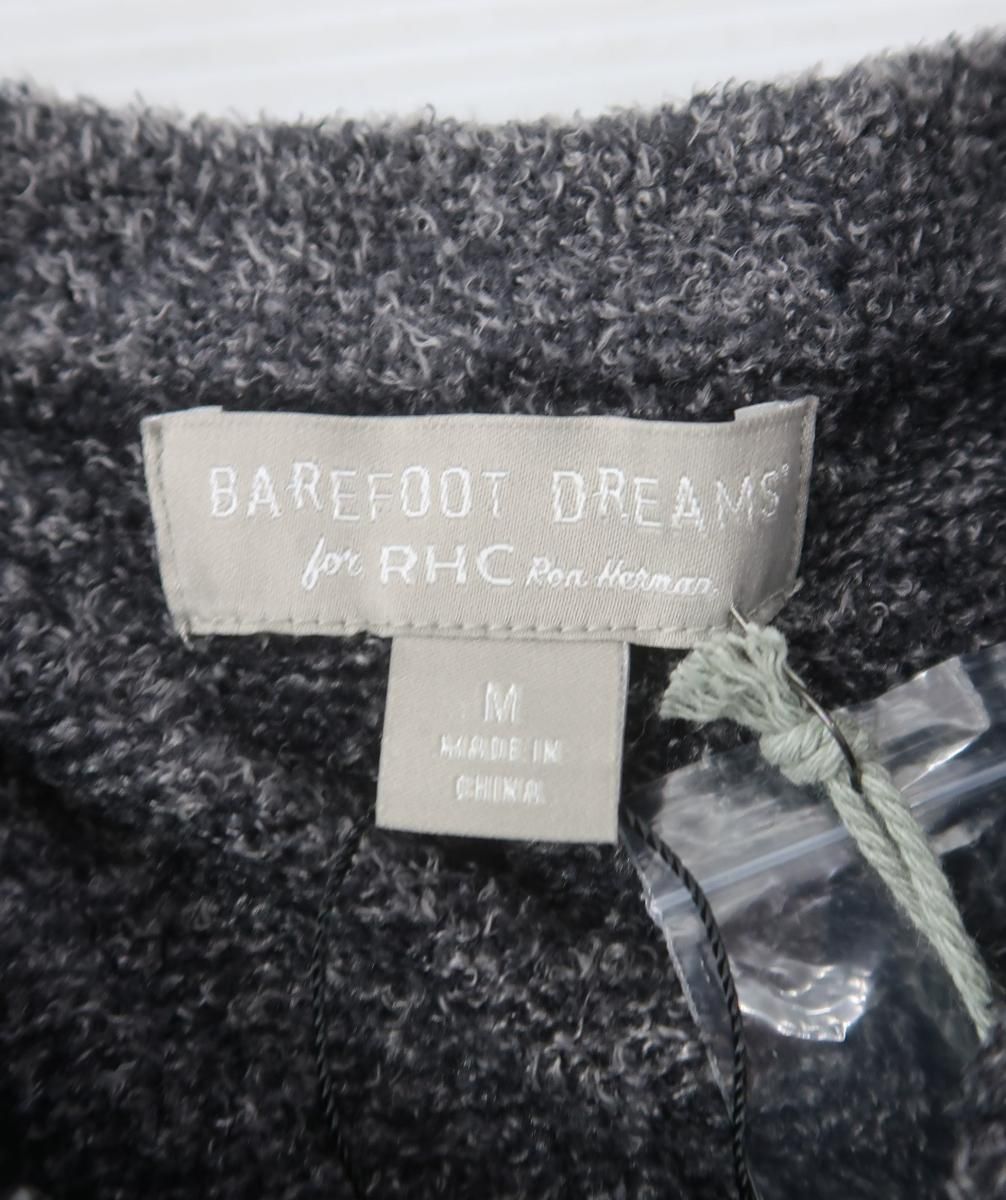 BAREFOOT DREAMS®
for RHC Ron Herman.
M
MADE IN
CHINA